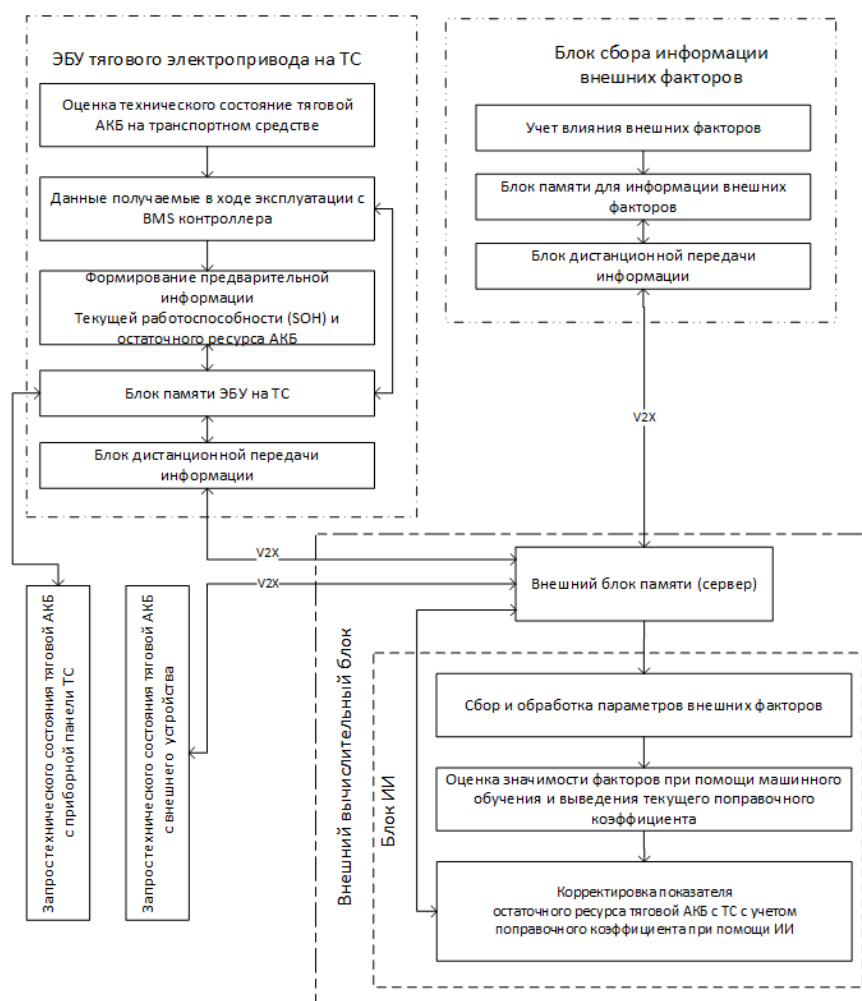 ЭБУ тягового электропривода на ТС
Оценка технического состояние тяговой
АКБ на транспортном средстве
Данные получаемые в ходе эксплуатации с
BMS контроллера
Формирование предварительной
информации
Текущей работоспособности (SOH) и
остаточного ресурса АКБ
Блок памяти ЭБУ на ТС
Блок дистанционной передачи
информации
Блок сбора информации
внешних факторов
Учет влияния внешних факторов
Блок памяти для информации внешних
факторов
Блок дистанционной передачи
информации
V2X
V2X
V2X
Запростехнического состояния тяговой АКБ
с приборной панели ТС
Запростехнического состояния тяговой АКБ
с внешнего устройства
Внешний вычислительный блок
Внешний блок памяти (сервер)
Блок ИИ
Сбор и обработка параметров внешних факторов
Оценка значимости факторов при помощи машинного
обучения и выведения текущего поправочного
коэффициента
Корректировка показателя
остаточного ресурса тяговой АКБ с ТС с учетом
поправочного коэффициента при помощи ИИ